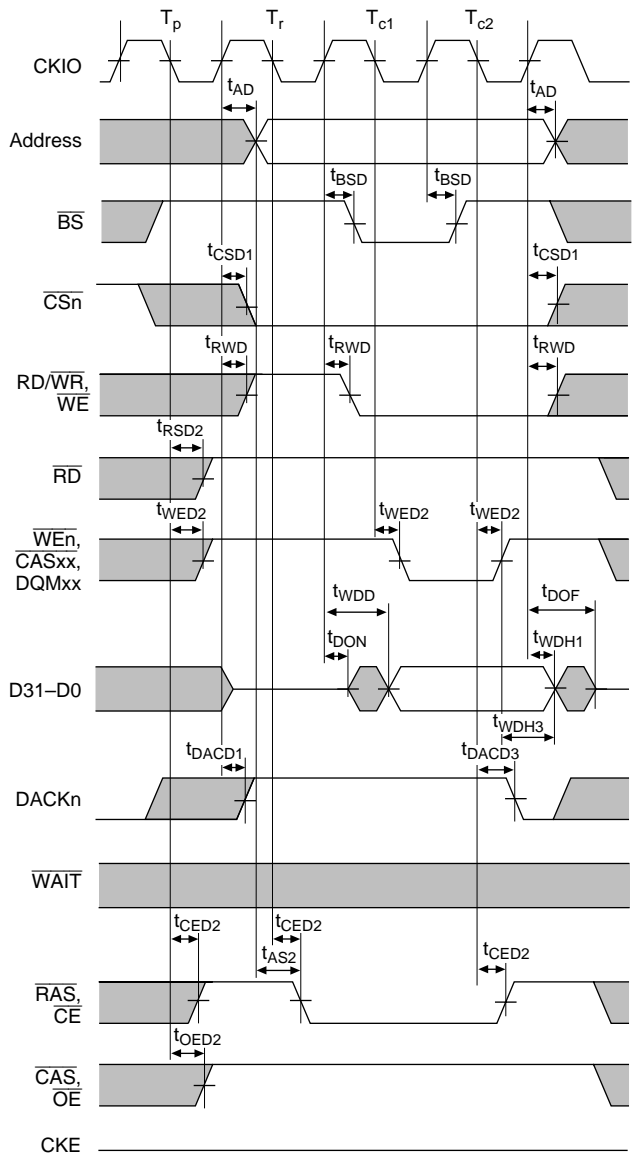 Tp Tr Tc1 Tc2
CKIO
tAD tAD
Address
tBSD tBSD
BS
tCSD1 tCSD1
CSn
tRWD tRWD tRWD
RD/WR,
WE
tRSD2
RD
tWED2 tWED2 tWED2
WEn,
CASxx,
DQMxx
tWDD tDOF
tDON tWDH1
D31–D0
tWDH3
tDACD1 tDACD3
DACKn
WAIT
tCED2 tCED2 tCED2
tAS2
RAS,
CE
tOED2
CAS,
OE
CKE